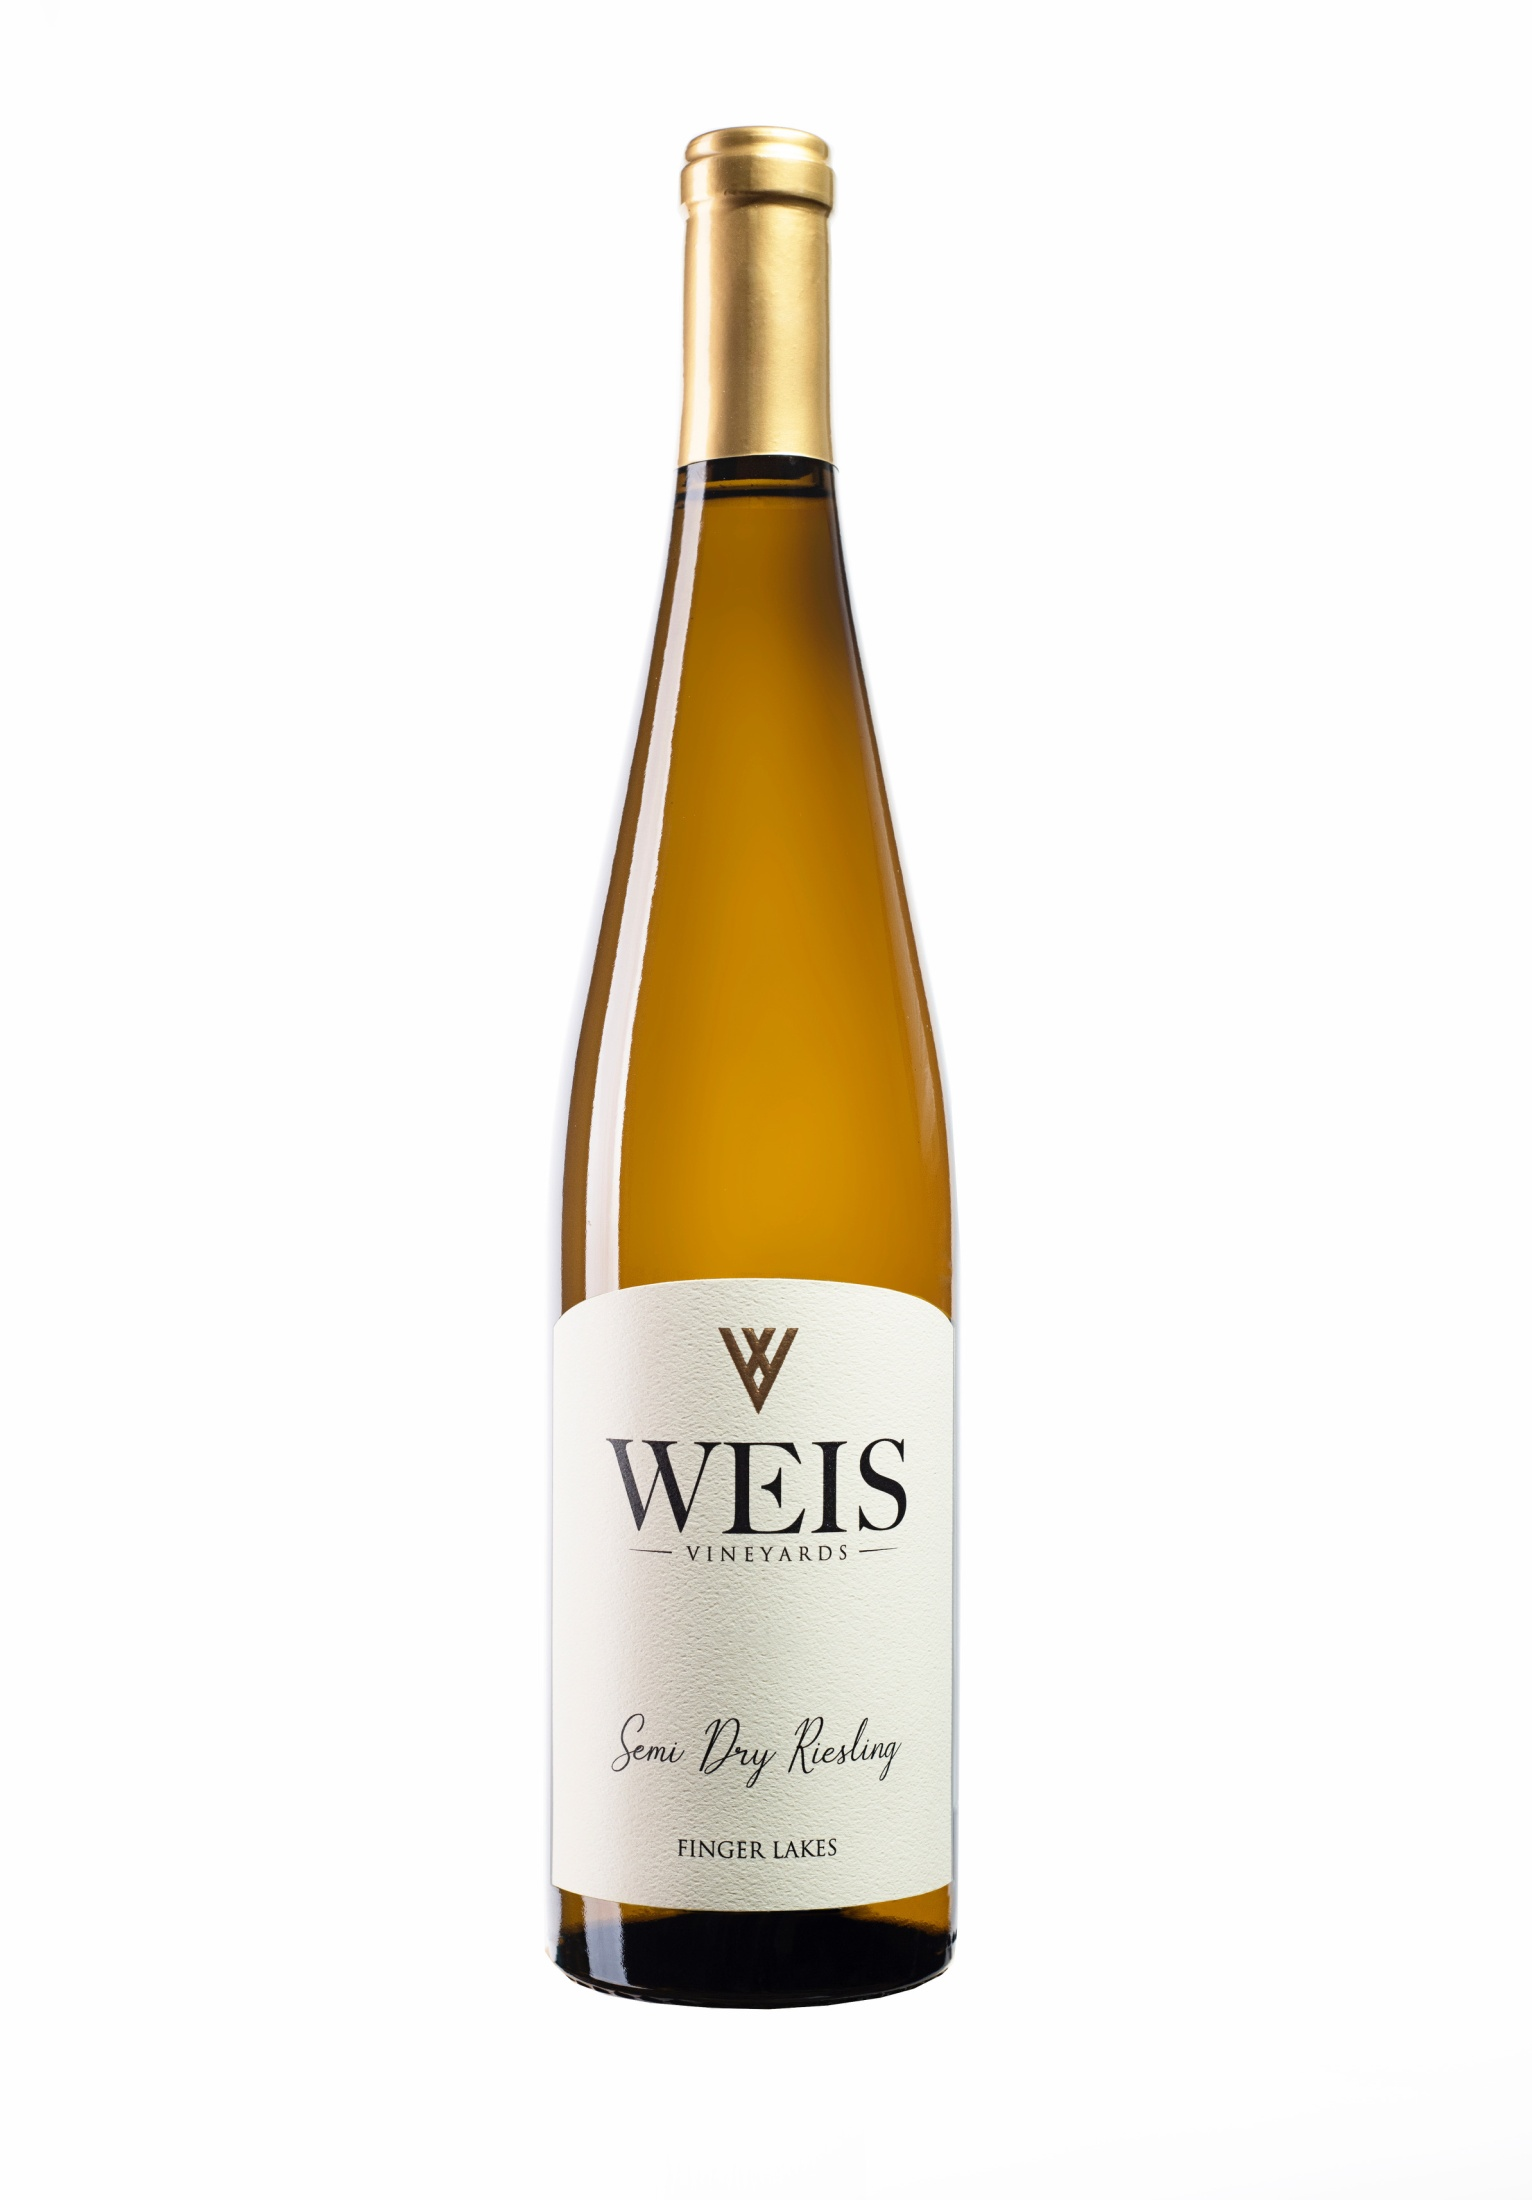 WEIS
VINEYARDS
Semi Dry Riesling
FINGER LAKES